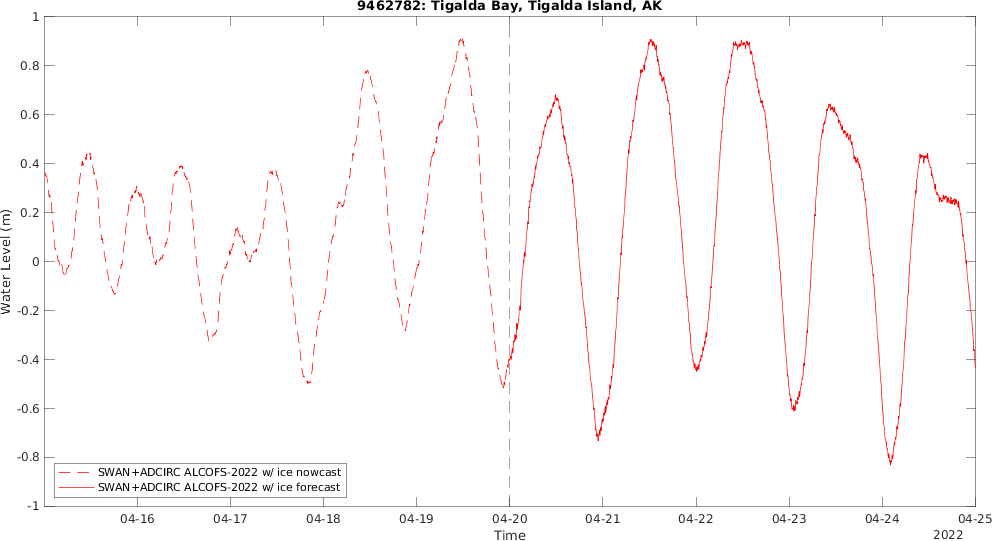 9462782: Tigalda Bay, Tigalda Island, AK
1
0.8
0.6
0.4
0.2
0
-0.2
-0.4
-0.6
-0.8
-1
Water Level (m)
SWAN+ADCIRC ALCOFS-2022 w/ ice nowcast
SWAN+ADCIRC ALCOFS-2022 w/ ice forecast
04-16 04-17 04-18 04-19 04-20 04-21 04-22 04-23 04-24 04-25
Time
2022